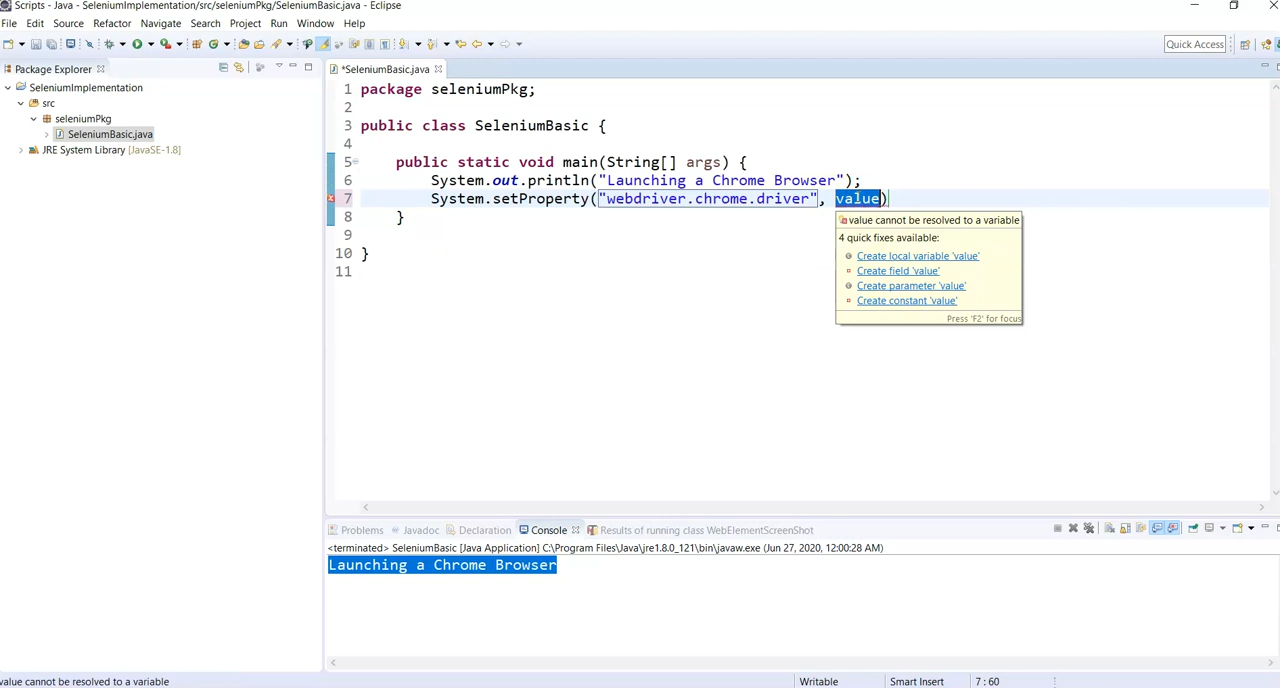 Scripts - Java - SeleniumImplementation/src/seleniumPkg/SeleniumBasic.java - Eclipse
File Edit Source Refactor Navigate Search Project Run Window Help
Quick Access
Package Explorer
SeleniumImplementation
src
seleniumPkg
SeleniumBasic.java
JRE System Library [JavaSE-1.8]
*SeleniumBasic.java
1 package seleniumPkg;
2
3 public class SeleniumBasic {
4
5 public static void main(String[] args) {
6 System.out.println("Launching a Chrome Browser");
7 System.setProperty("webdriver.chrome.driver", value)
8 }
9
10 }
11
value cannot be resolved to a variable
4 quick fixes available:
Create local variable 'value'
Create field 'value'
Create parameter 'value'
Create constant 'value'
Press 'F2' for focus
Problems Javadoc Declaration Console Results of running class WebElementScreenShot
<terminated> SeleniumBasic [Java Application] C:\Program Files\Java\jre1.8.0_121\bin\javaw.exe (Jun 27, 2020, 12:00:28 AM)
Launching a Chrome Browser
value cannot be resolved to a variable Writable Smart Insert 7 : 60